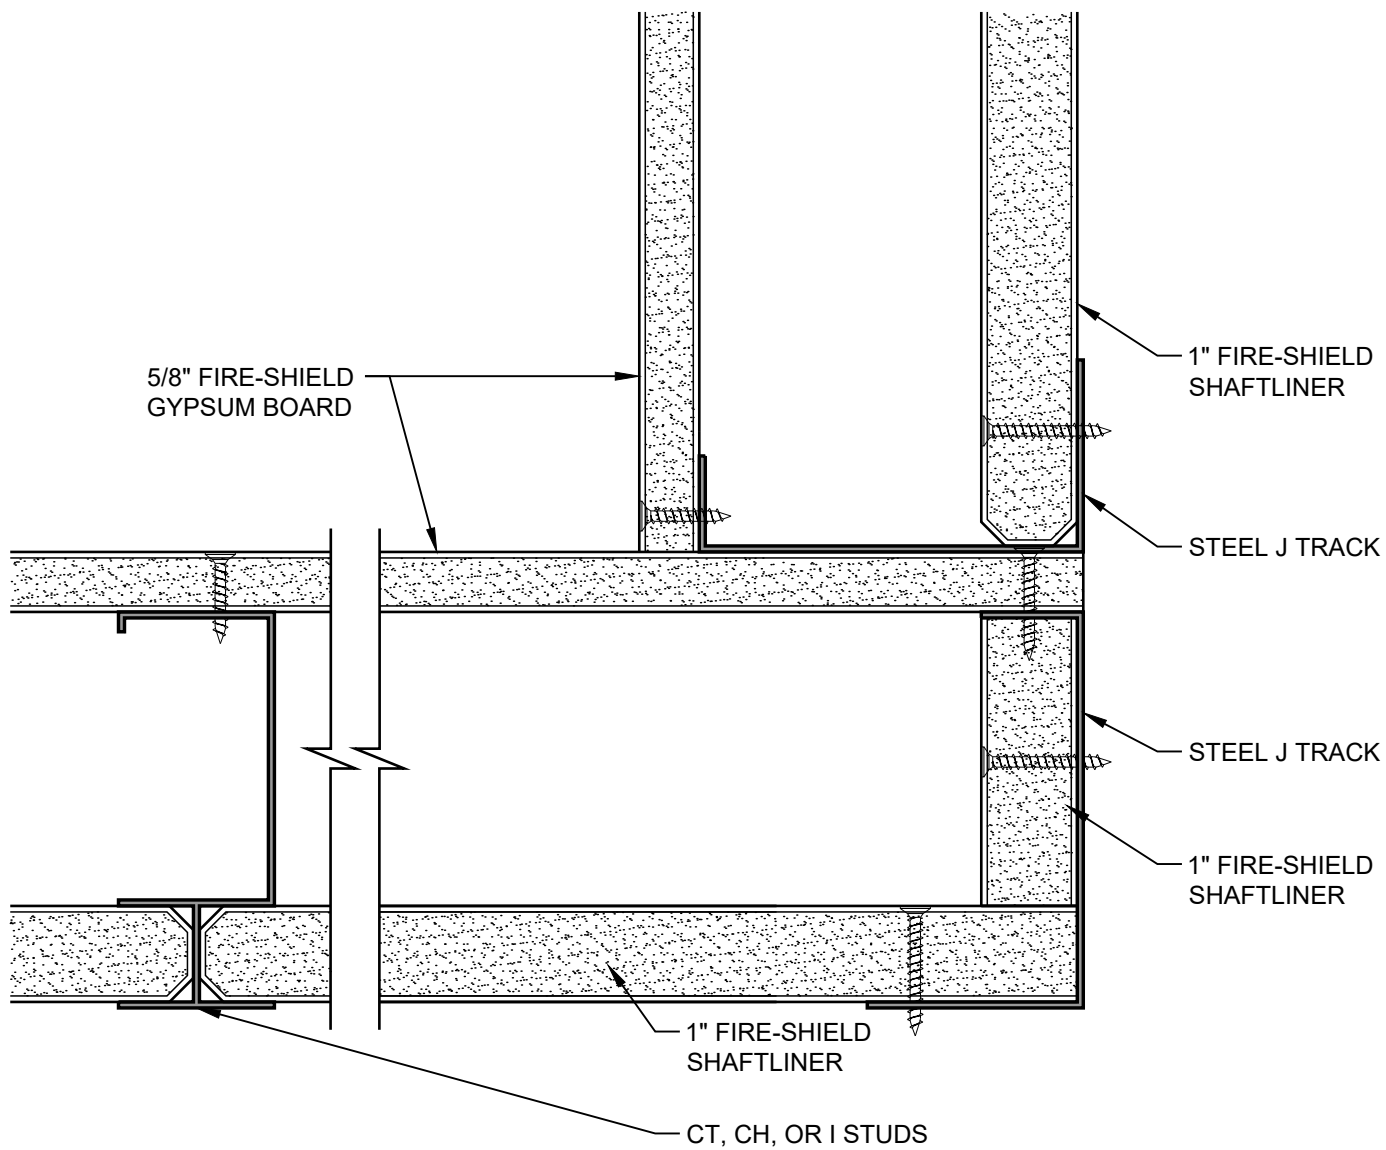 1" FIRE-SHIELD
SHAFTLINER
5/8" FIRE-SHIELD
GYPSUM BOARD
STEEL J TRACK
STEEL J TRACK
1" FIRE-SHIELD
SHAFTLINER
1" FIRE-SHIELD
SHAFTLINER
CT, CH, OR I STUDS